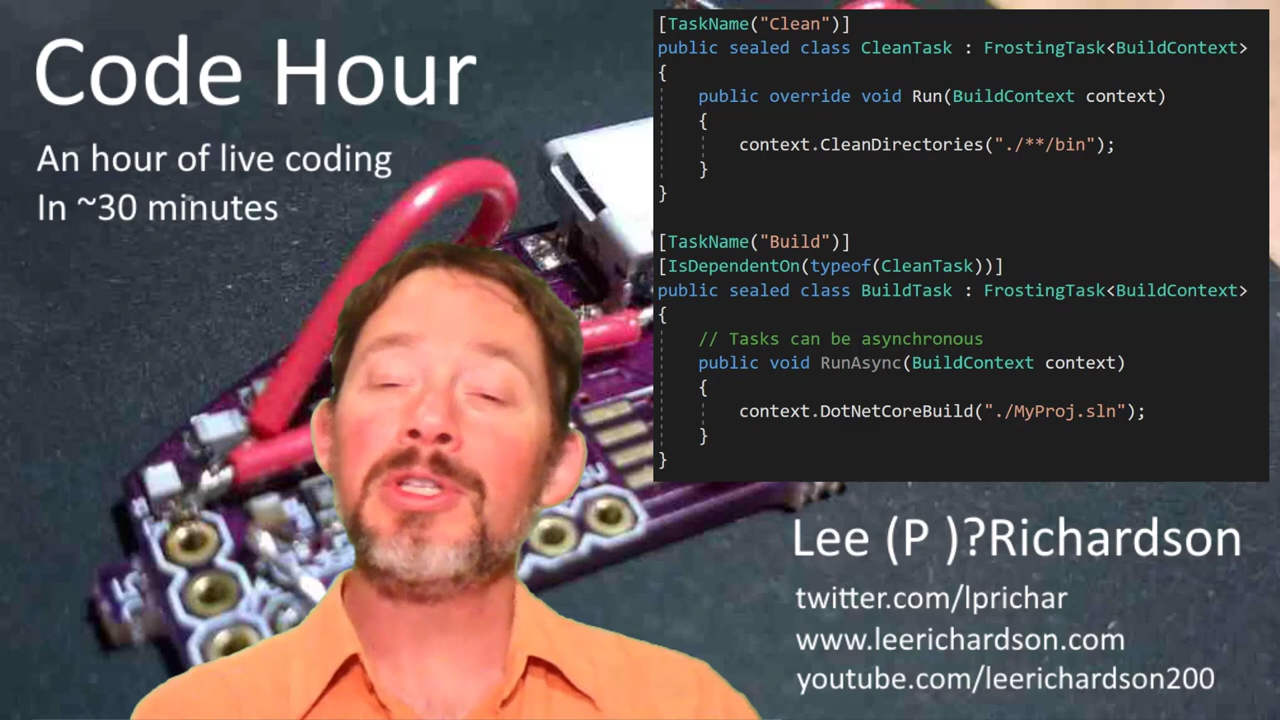 Code Hour
An hour of live coding
In ~30 minutes
[TaskName("Clean")]
public sealed class CleanTask : FrostingTask<BuildContext>
{
    public override void Run(BuildContext context)
    {
        context.CleanDirectories("./**/bin");
    }
}
[TaskName("Build")]
[IsDependentOn(typeof(CleanTask))]
public sealed class BuildTask : FrostingTask<BuildContext>
{
    // Tasks can be asynchronous
    public void RunAsync(BuildContext context)
    {
        context.DotNetCoreBuild("./MyProj.sln");
    }
}
Lee (P )?Richardson
twitter.com/lprichar
www.leerichardson.com
youtube.com/leerichardson200